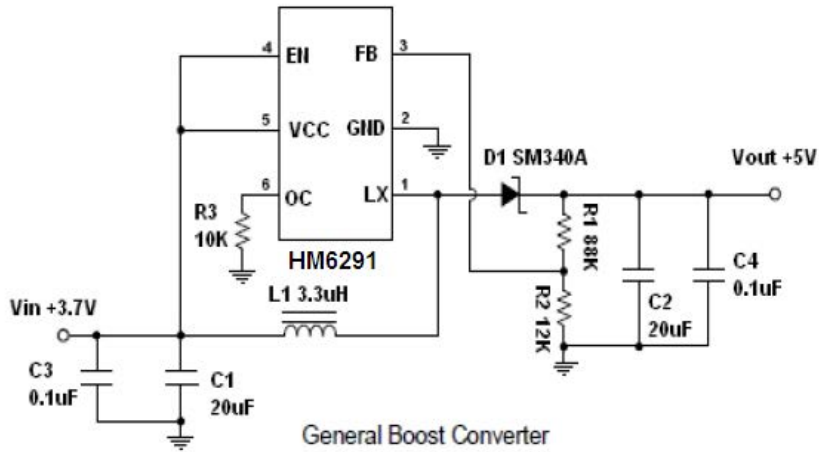 4 EN FB 3
5 VCC GND 2
D1 SM340A
Vout +5V
6 OC LX 1
R3
10K
HM6291
R1 88K
C4
0.1uF
L1 3.3uH
Vin +3.7V
R2 12K
C2
20uF
C3
0.1uF
C1
20uF
General Boost Converter